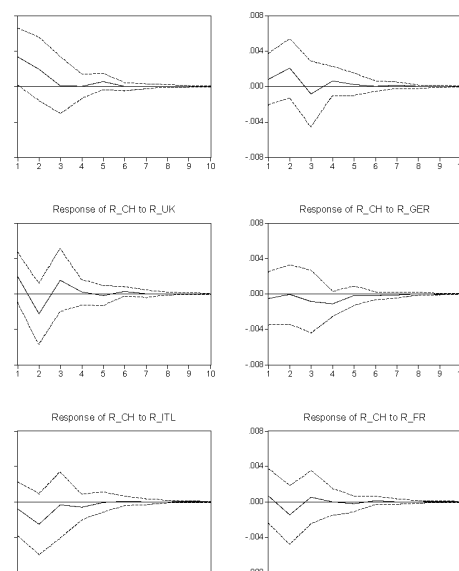 .008
.004
.000
-.004
-.008
1 2 3 4 5 6 7 8 9 10
1 2 3 4 5 6 7 8 9 10
Response of R_CH to R_UK
Response of R_CH to R_GER
.008
.004
.000
-.004
-.008
1 2 3 4 5 6 7 8 9 10
1 2 3 4 5 6 7 8 9 10
Response of R_CH to R_ITL
Response of R_CH to R_FR
.008
.004
.000
-.004